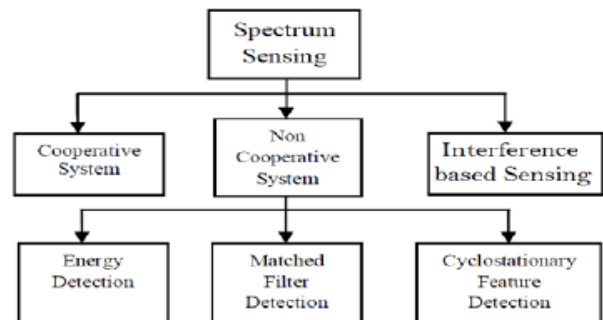 Spectrum
Sensing
Cooperative
System
Non
Cooperative
System
Interference
based Sensing
Energy
Detection
Matched
Filter
Detection
Cyclostationary
Feature
Detection